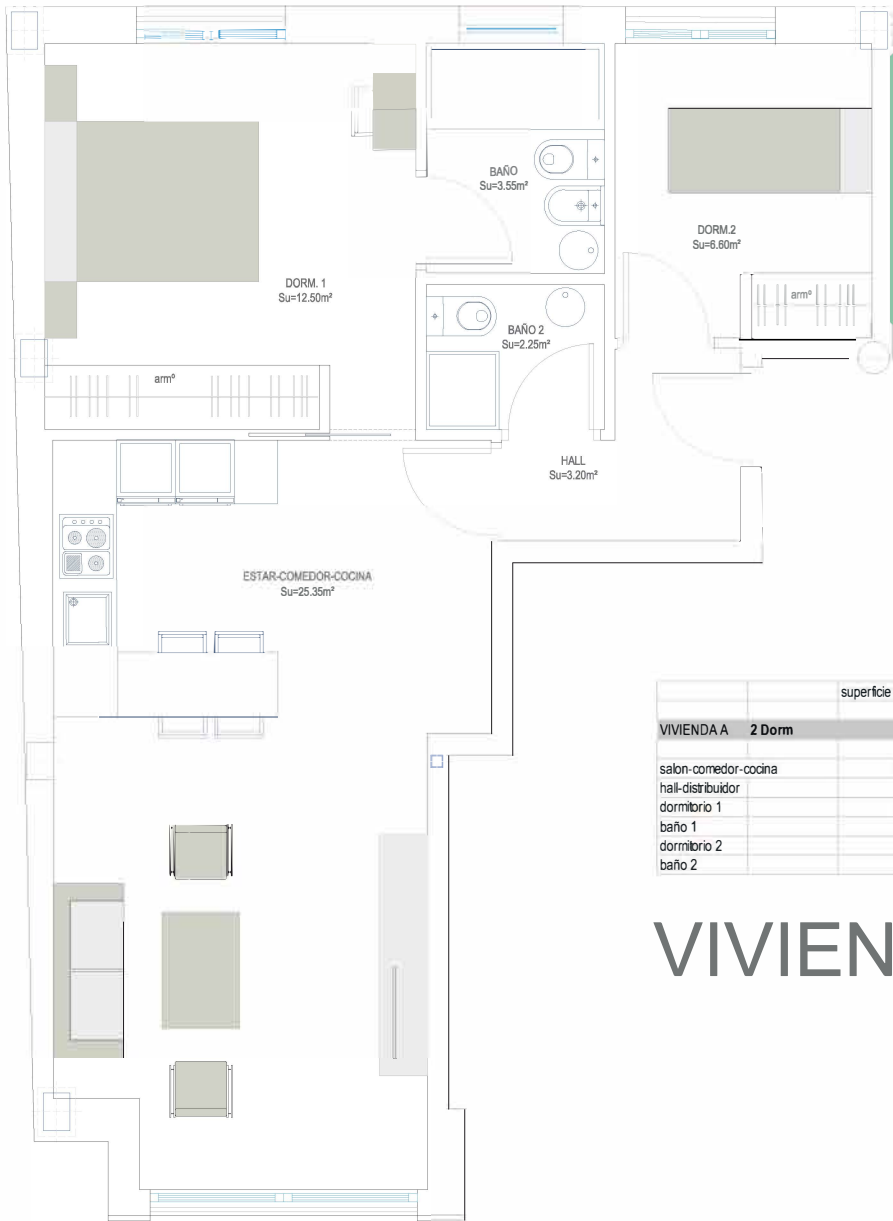 BAÑO
Su=3.55m²
DORM.2
Su=6.60m²
DORM. 1
Su=12.50m²
armº
BAÑO 2
Su=2.25m²
armº
HALL
Su=3.20m²
ESTAR-COMEDOR-COCINA
Su=25.35m²
superficie
VIVIENDA A 2 Dorm
salon-comedor-cocina
hall-distribuidor
dormitorio 1
baño 1
dormitorio 2
baño 2
VIVIEN